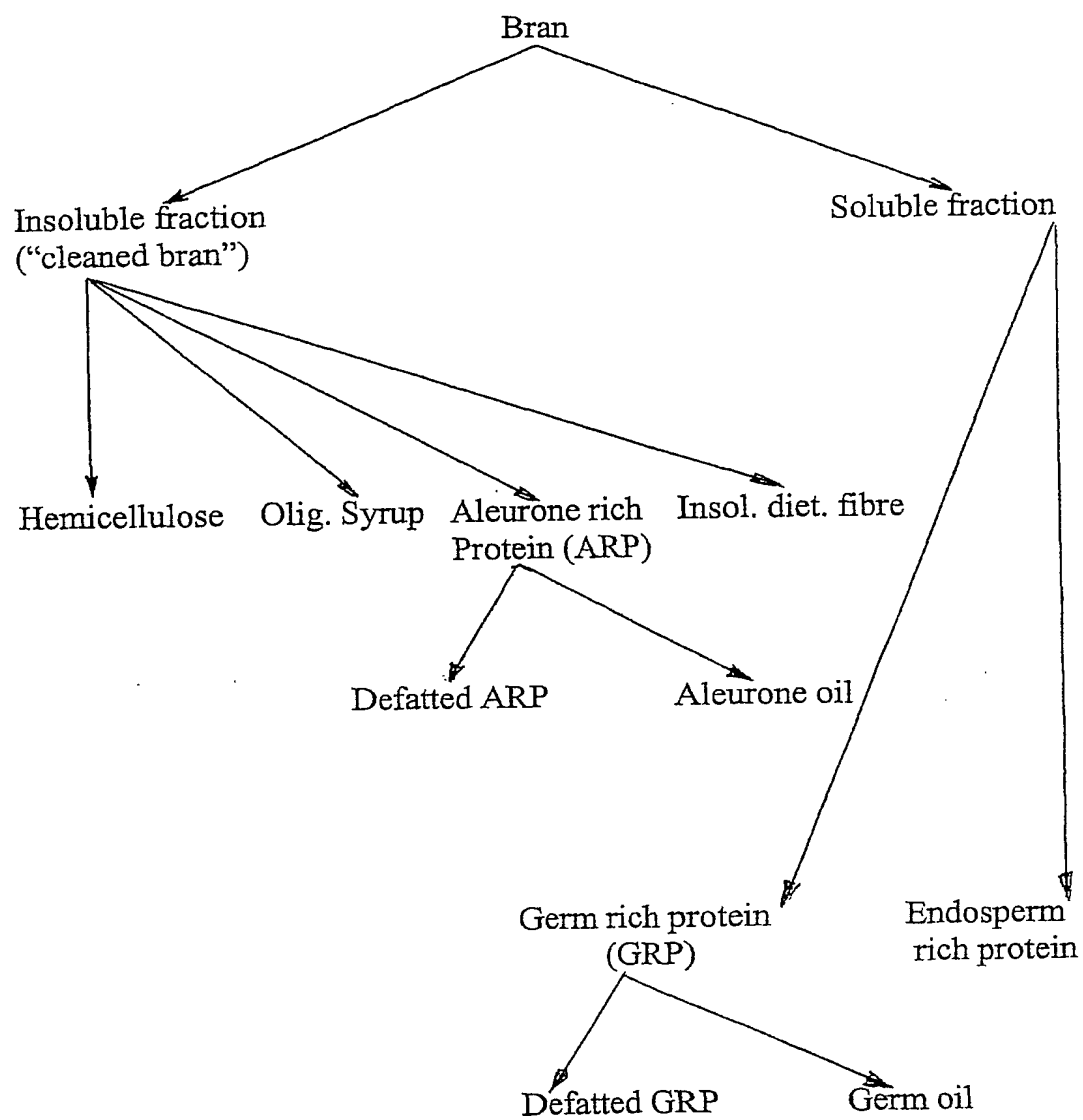 Bran
Insoluble fraction
(“cleaned bran”)
Soluble fraction
Hemicellulose
Olig. Syrup
Aleurone rich
Protein (ARP)
Insol. diet. fibre
Defatted ARP
Aleurone oil
Germ rich protein
(GRP)
Endosperm
rich protein
Defatted GRP
Germ oil